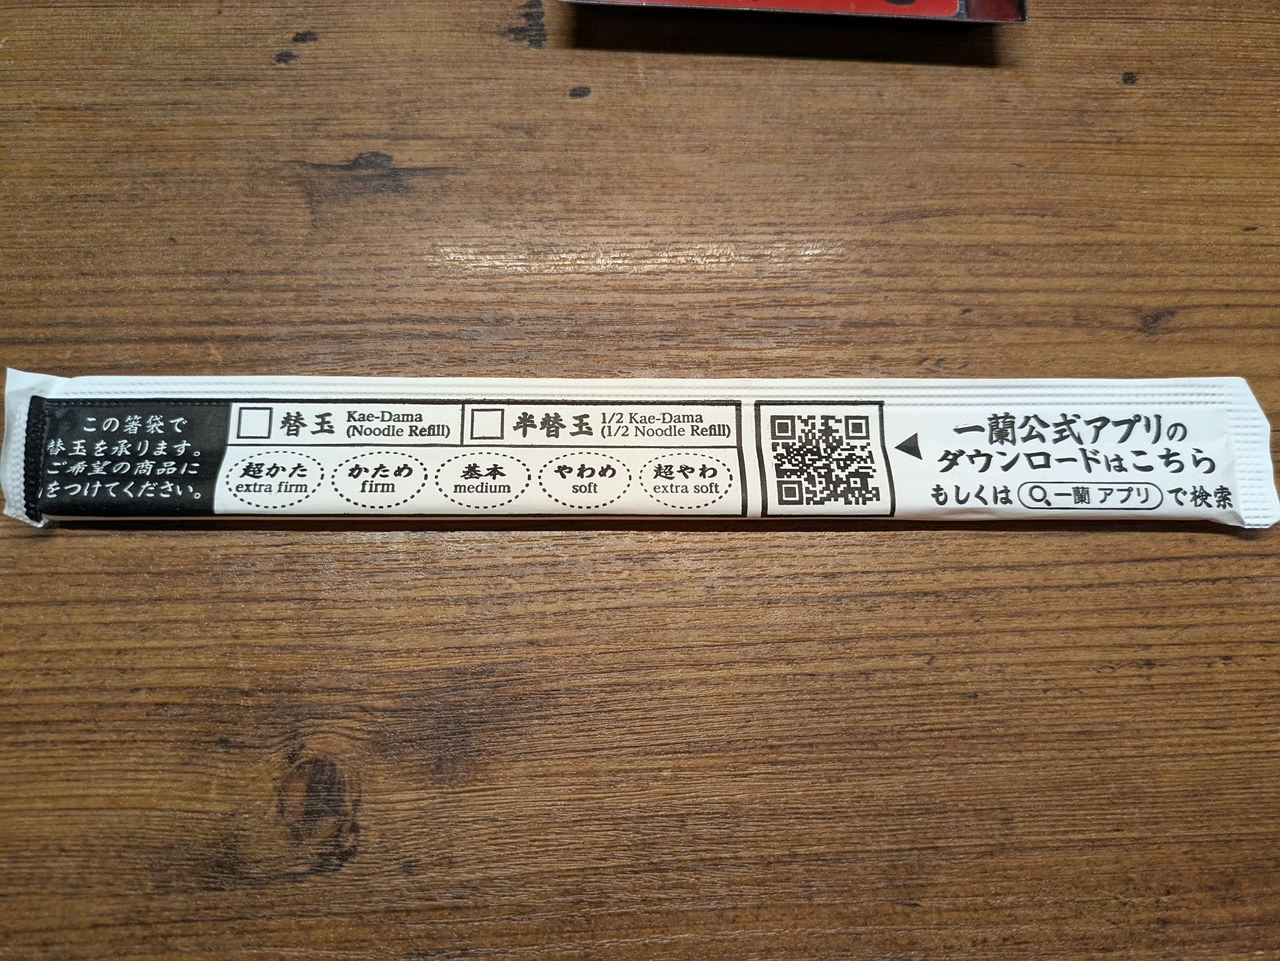 この箸袋で
替玉を承ります。
ご希望の商品に
をつけてください。
替玉 Kae-Dama
(Noodle Refill)
半替玉 1/2 Kae-Dama
(1/2 Noodle Refill)
超かた
extra firm
かため
firm
基本
medium
やわめ
soft
超やわ
extra soft
一蘭公式アプリの
ダウンロードはこちら
もしくは 一蘭 アプリ で検索